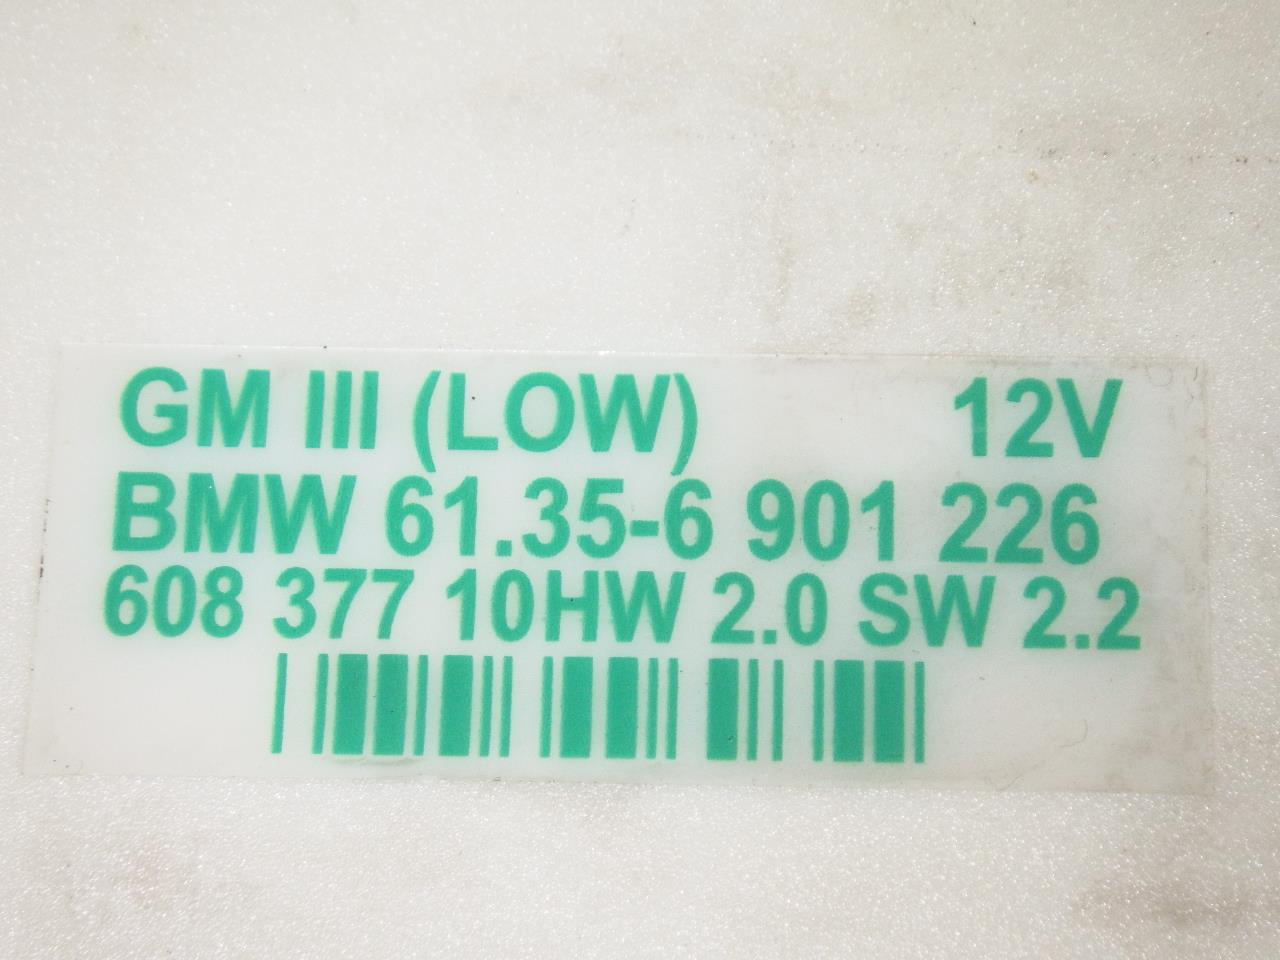 GM III (LOW) 12V
BMW 61.35-6 901 226
608 377 10HW 2.0 SW 2.2